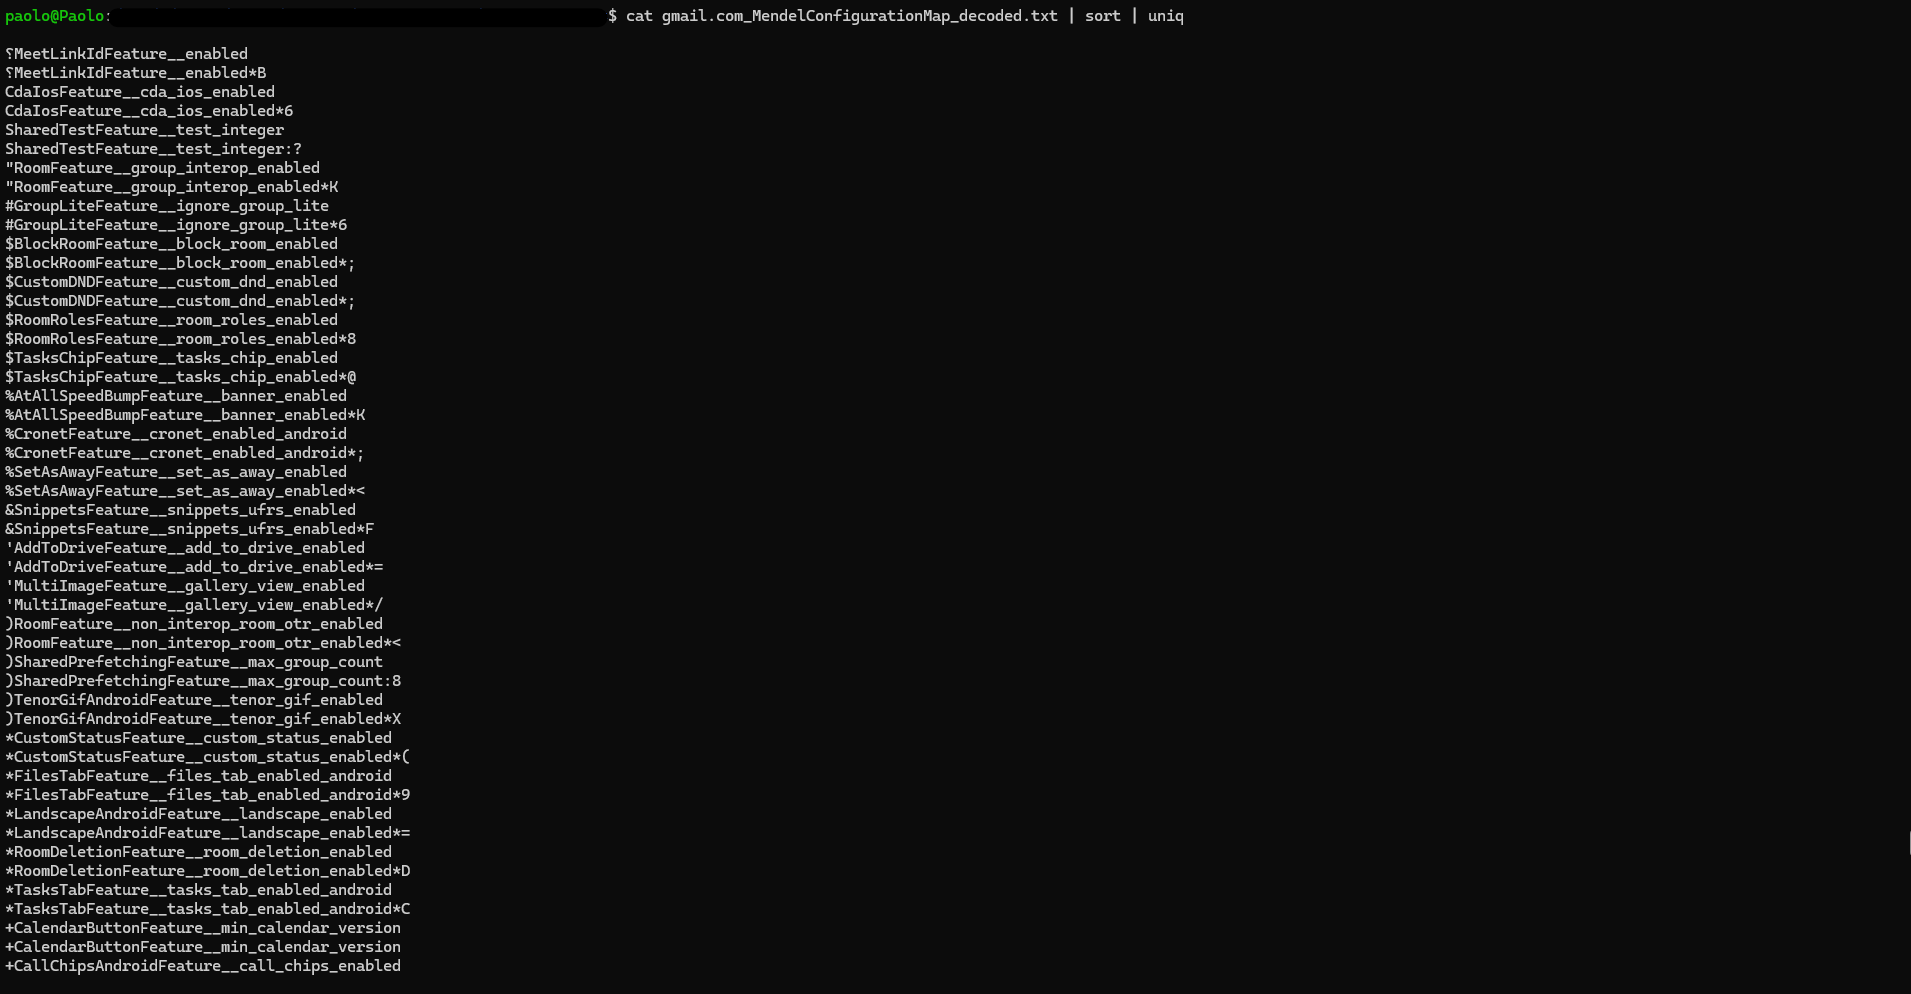 paolo@Paolo: $ cat gmail.com_MendelConfigurationMap_decoded.txt | sort | uniq
⸮MeetLinkIdFeature__enabled
⸮MeetLinkIdFeature__enabled*B
CdaIosFeature__cda_ios_enabled
CdaIosFeature__cda_ios_enabled*6
SharedTestFeature__test_integer
SharedTestFeature__test_integer:?
"RoomFeature__group_interop_enabled
"RoomFeature__group_interop_enabled*K
#GroupLiteFeature__ignore_group_lite
#GroupLiteFeature__ignore_group_lite*6
$BlockRoomFeature__block_room_enabled
$BlockRoomFeature__block_room_enabled*;
$CustomDNDFeature__custom_dnd_enabled
$CustomDNDFeature__custom_dnd_enabled*;
$RoomRolesFeature__room_roles_enabled
$RoomRolesFeature__room_roles_enabled*8
$TasksChipFeature__tasks_chip_enabled
$TasksChipFeature__tasks_chip_enabled*@
%AtAllSpeedBumpFeature__banner_enabled
%AtAllSpeedBumpFeature__banner_enabled*K
%CronetFeature__cronet_enabled_android
%CronetFeature__cronet_enabled_android*;
%SetAsAwayFeature__set_as_away_enabled
%SetAsAwayFeature__set_as_away_enabled*<
&SnippetsFeature__snippets_ufrs_enabled
&SnippetsFeature__snippets_ufrs_enabled*F
'AddToDriveFeature__add_to_drive_enabled
'AddToDriveFeature__add_to_drive_enabled*=
'MultiImageFeature__gallery_view_enabled
'MultiImageFeature__gallery_view_enabled*/
)RoomFeature__non_interop_room_otr_enabled
)RoomFeature__non_interop_room_otr_enabled*<
)SharedPrefetchingFeature__max_group_count
)SharedPrefetchingFeature__max_group_count:8
)TenorGifAndroidFeature__tenor_gif_enabled
)TenorGifAndroidFeature__tenor_gif_enabled*X
*CustomStatusFeature__custom_status_enabled
*CustomStatusFeature__custom_status_enabled*(
*FilesTabFeature__files_tab_enabled_android
*FilesTabFeature__files_tab_enabled_android*9
*LandscapeAndroidFeature__landscape_enabled
*LandscapeAndroidFeature__landscape_enabled*=
*RoomDeletionFeature__room_deletion_enabled
*RoomDeletionFeature__room_deletion_enabled*D
*TasksTabFeature__tasks_tab_enabled_android
*TasksTabFeature__tasks_tab_enabled_android*C
+CalendarButtonFeature__min_calendar_version
+CalendarButtonFeature__min_calendar_version
+CallChipsAndroidFeature__call_chips_enabled